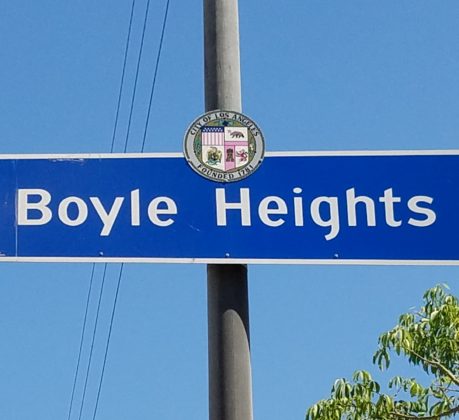 CITY OF LOS ANGELES
FOUNDED 1781
Boyle Heights